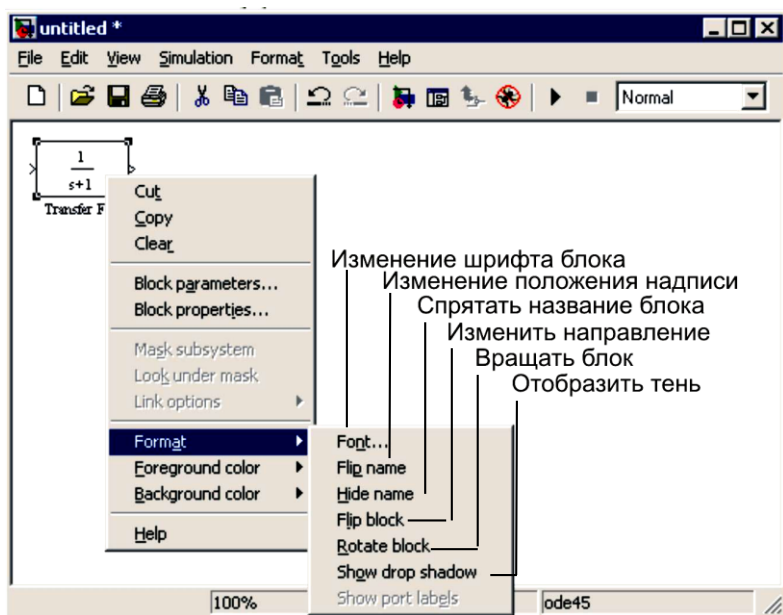 untitled *
File Edit View Simulation Format Tools Help
Normal
1
s+1
Transfer F
Cut
Copy
Clear
Block parameters...
Block properties...
Mask subsystem
Look under mask
Link options
Format
Foreground color
Background color
Help
Изменение шрифта блока
Изменение положения надписи
Спрятать название блока
Изменить направление
Вращать блок
Отобразить тень
Font...
Flip name
Hide name
Flip block
Rotate block
Show drop shadow
Show port labels
100%
ode45